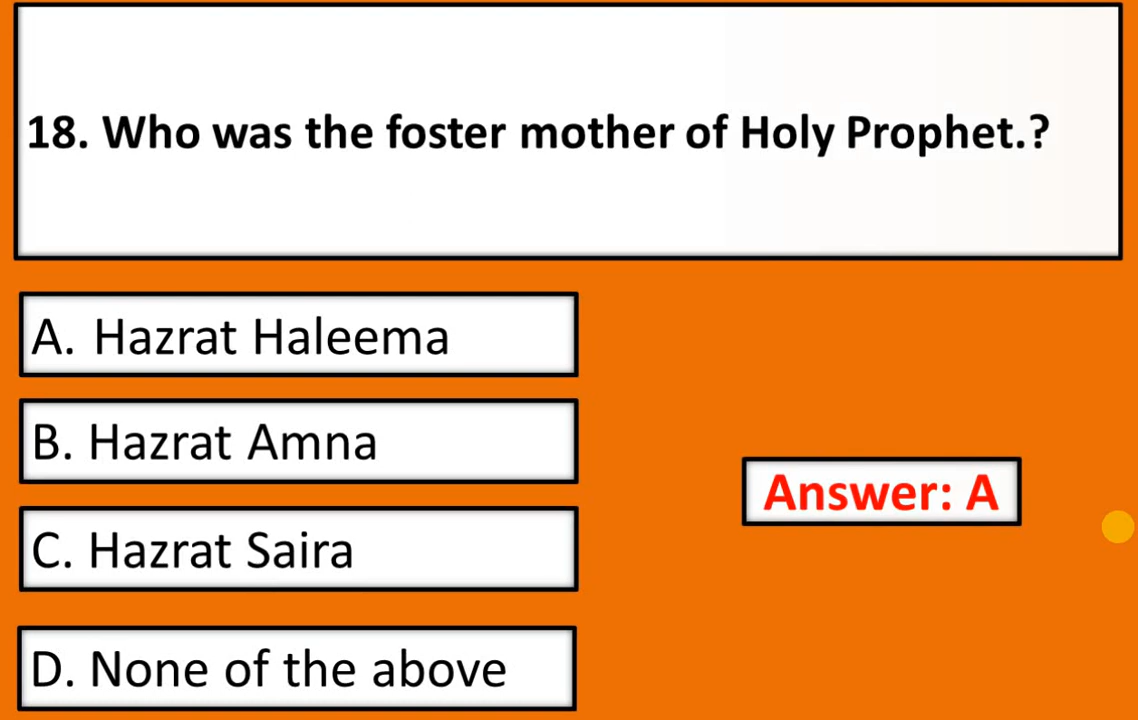 18. Who was the foster mother of Holy Prophet.?
A. Hazrat Haleema
B. Hazrat Amna
Answer: A
C. Hazrat Saira
D. None of the above